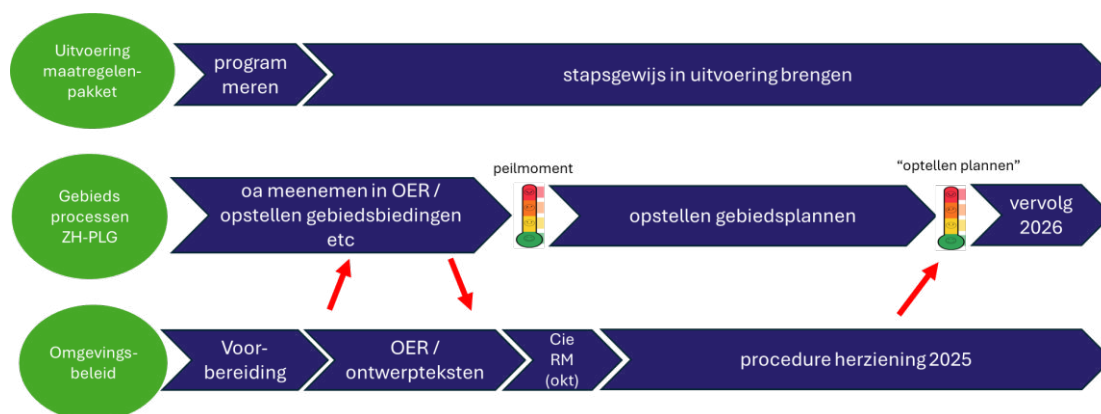 Uitvoering
maatregelen-
pakket
program
meren
stapsgewijs in uitvoering brengen
Gebieds
processen
ZH-PLG
oa meenemen in OER /
opstellen gebiedsbiedingen
etc
peilmoment
opstellen gebiedsplannen
“optellen plannen”
vervolg
2026
Omgevings-
beleid
Voor-
bereiding
OER /
ontwerpteksten
Cie
RM
(okt)
procedure herziening 2025